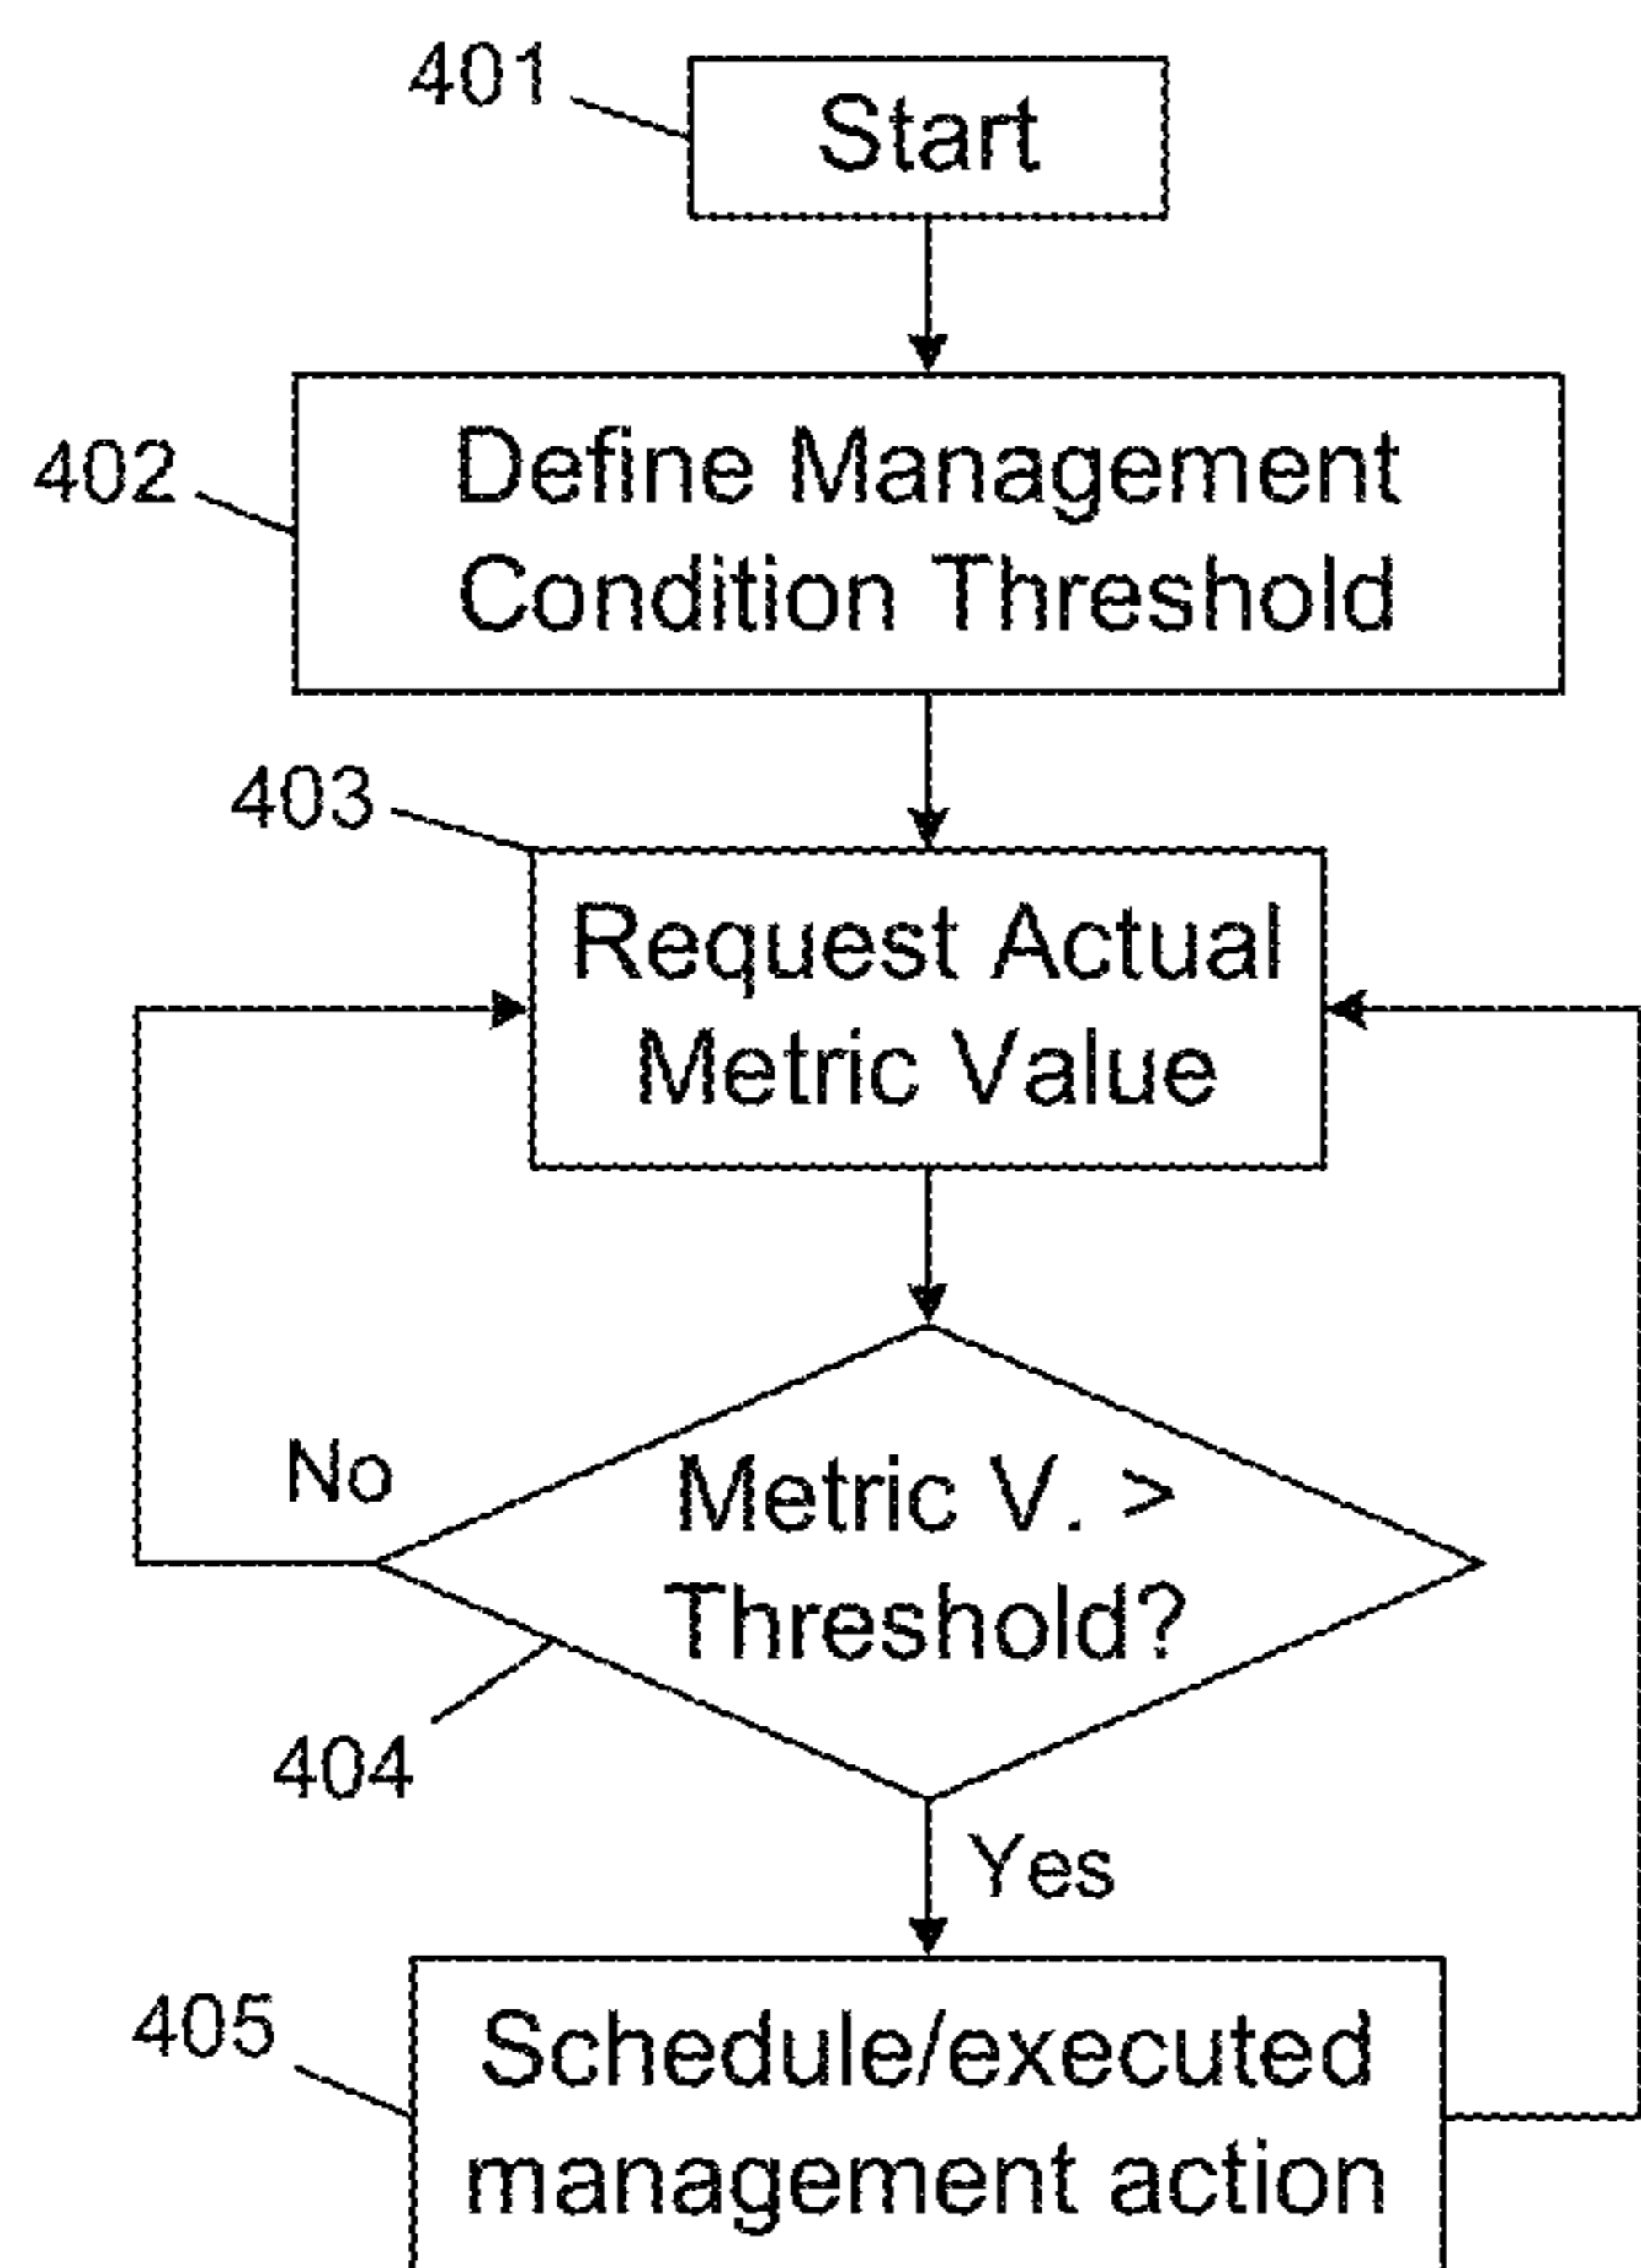 401
Start
402
Define Management
Condition Threshold
403
Request Actual
Metric Value
No
Metric V. >
Threshold?
404
Yes
405
Schedule/executed
management action